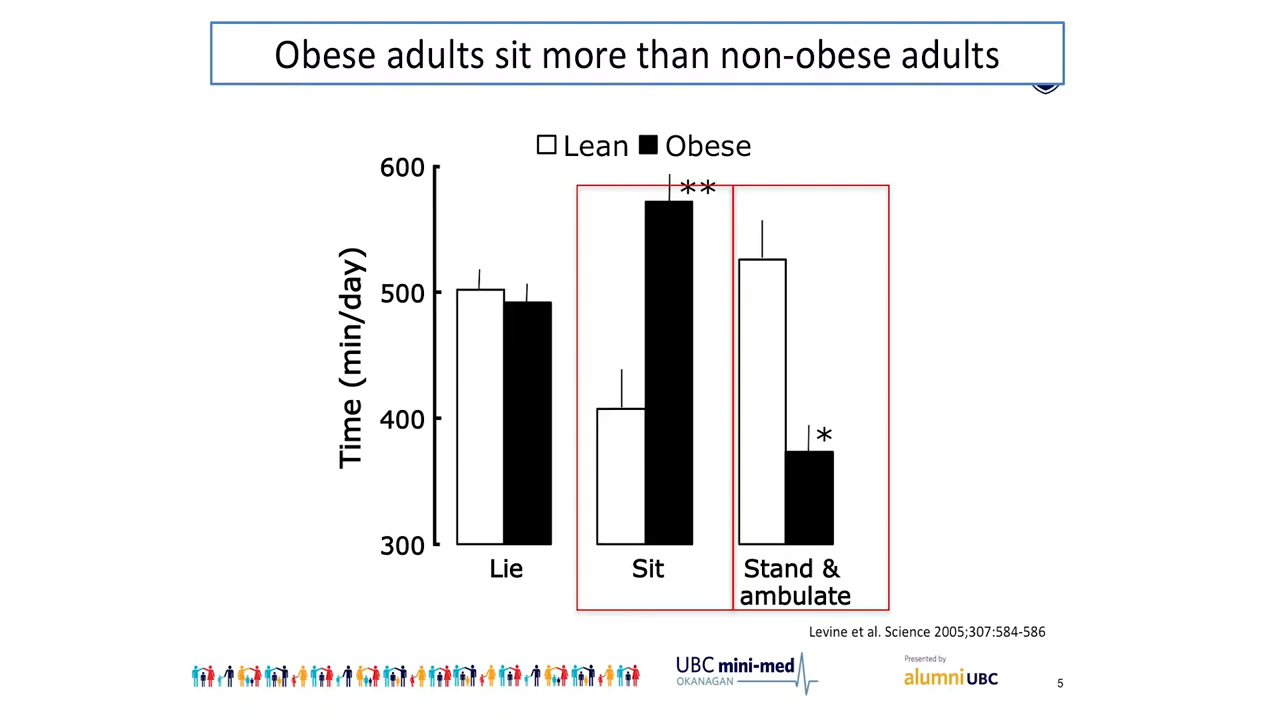 Obese adults sit more than non-obese adults
Lean Obese
600
500
400
300
Time (min/day)
**
*
Lie
Sit
Stand &
ambulate
Levine et al. Science 2005;307:584-586
UBC mini-med
OKANAGAN
Presented by
alumni UBC
5